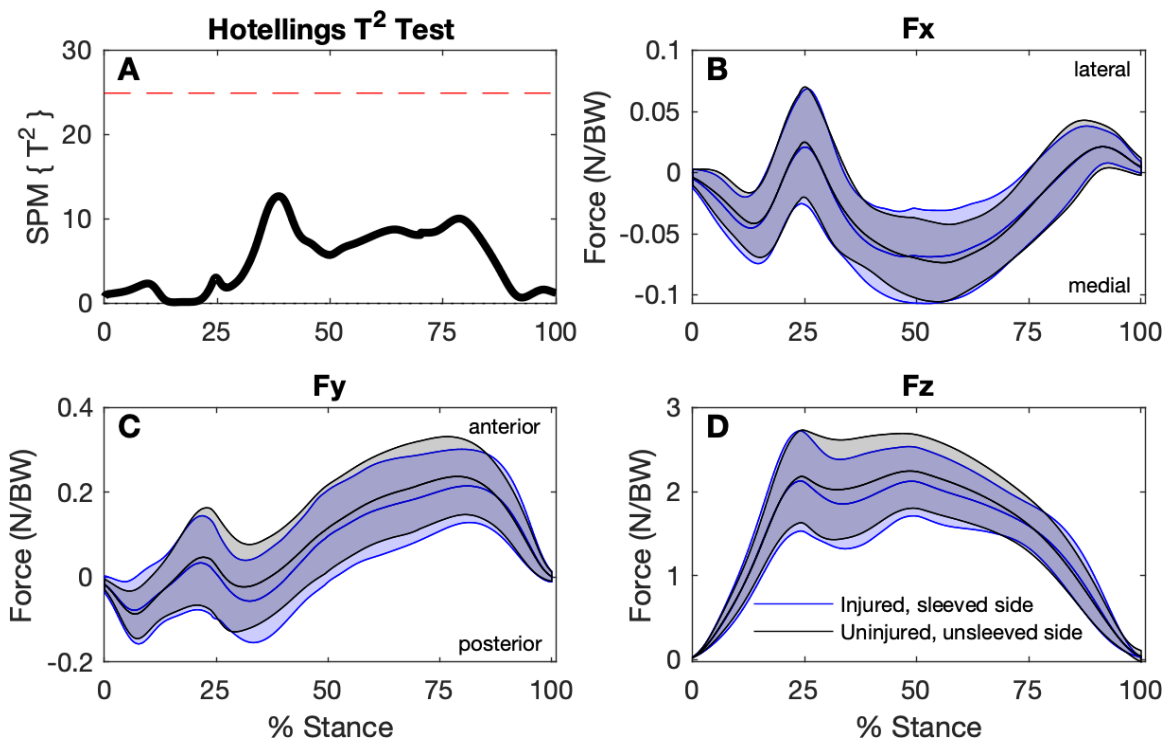 Hotellings T² Test
A
30
20
10
0
SPM { T² }
0 25 50 75 100
Fx
B
lateral
0.1
0.05
0
-0.05
-0.1
Force (N/BW)
medial
0 25 50 75 100
Fy
C
anterior
0.4
0.2
0
-0.2
Force (N/BW)
posterior
0 25 50 75 100
% Stance
Fz
D
3
2
1
0
Force (N/BW)
Injured, sleeved side
Uninjured, unsleeved side
0 25 50 75 100
% Stance